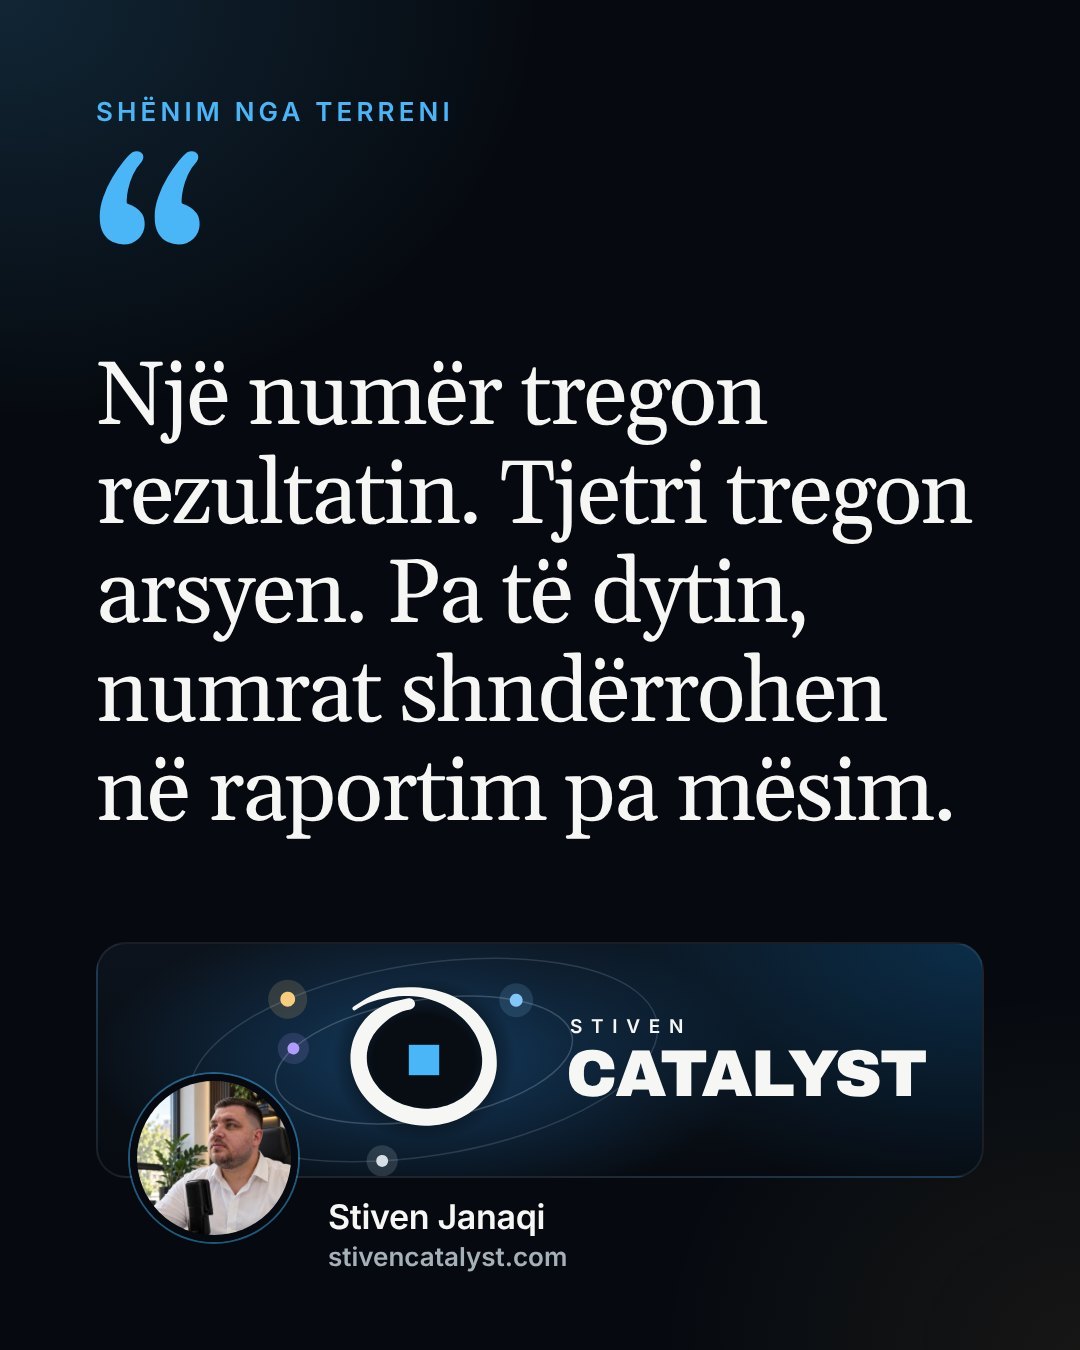 SHËNIM NGA TERRENI
“
Një numër tregon
rezultatin. Tjetri tregon
arsyen. Pa të dytin,
numrat shndërrohen
në raportim pa mësim.
STIVEN
CATALYST
Stiven Janaqi
stivencatalyst.com